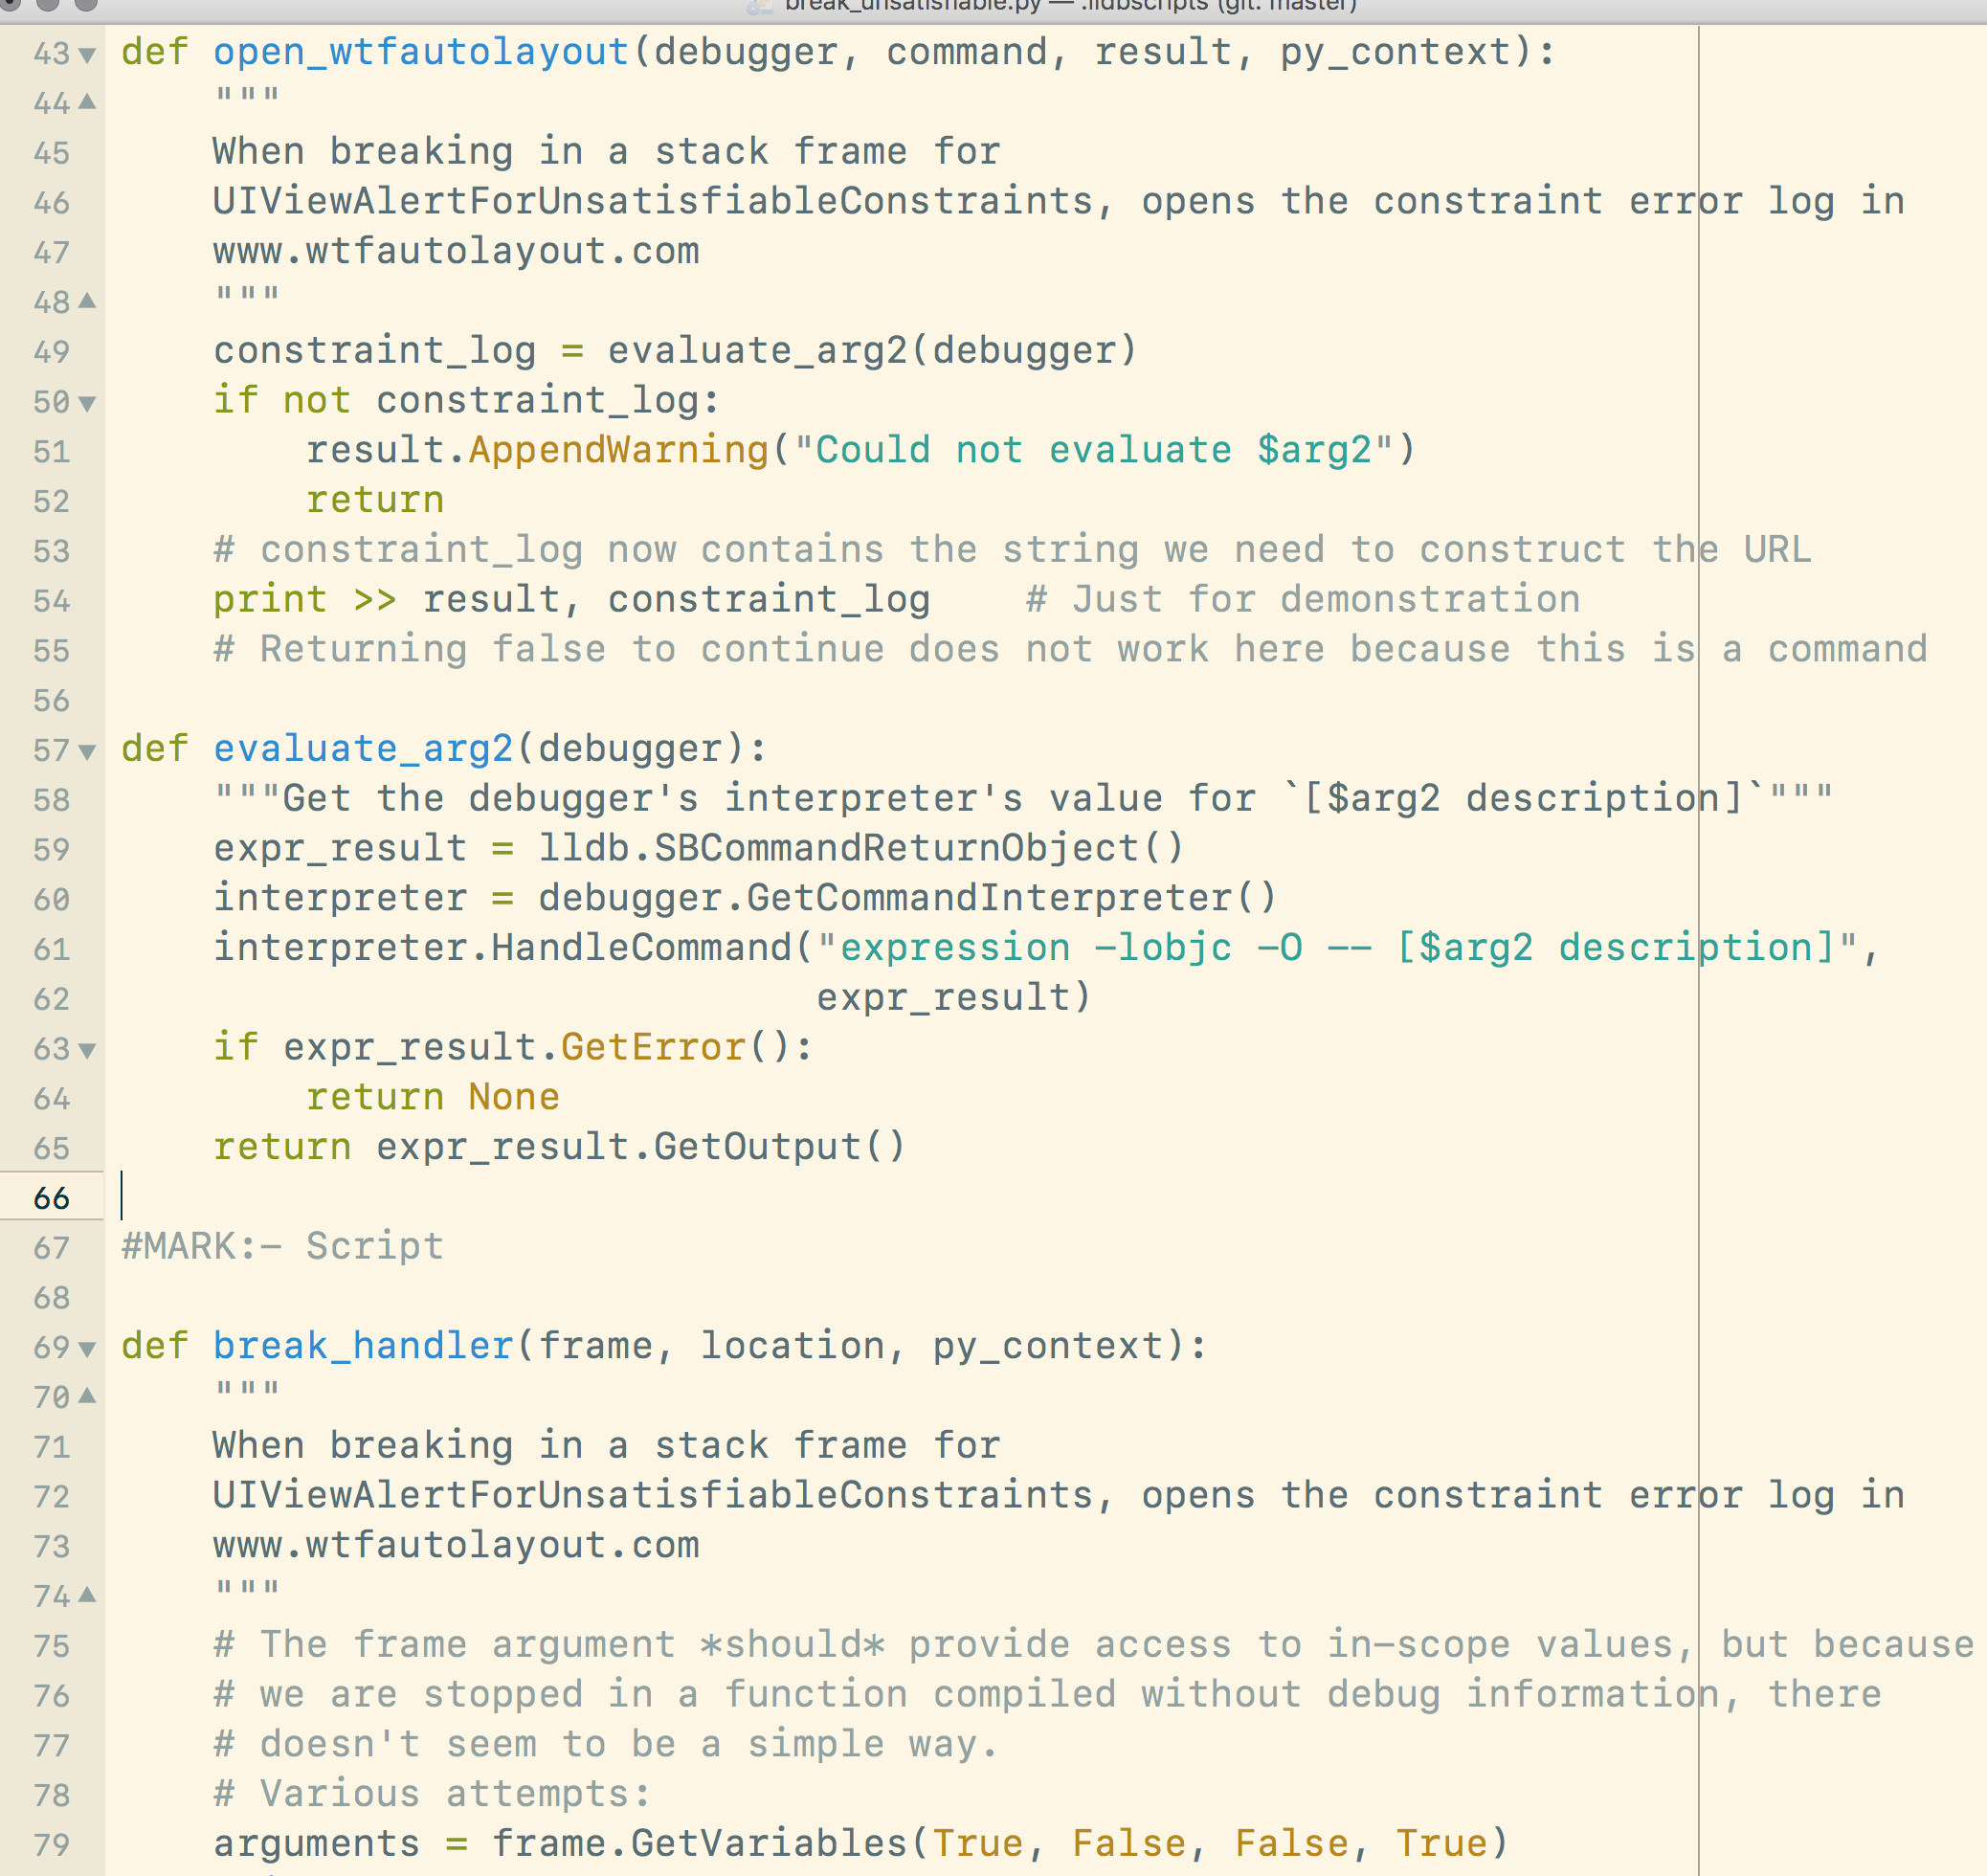 break_unsatisfiable.py — .lldbscripts (git: master)
43 def open_wtfautolayout(debugger, command, result, py_context):
44     """
45     When breaking in a stack frame for
46     UIViewAlertForUnsatisfiableConstraints, opens the constraint error log in
47     www.wtfautolayout.com
48     """
49     constraint_log = evaluate_arg2(debugger)
50     if not constraint_log:
51         result.AppendWarning("Could not evaluate $arg2")
52         return
53     # constraint_log now contains the string we need to construct the URL
54     print >> result, constraint_log    # Just for demonstration
55     # Returning false to continue does not work here because this is a command
56
57 def evaluate_arg2(debugger):
58     """Get the debugger's interpreter's value for `[$arg2 description]`"""
59     expr_result = lldb.SBCommandReturnObject()
60     interpreter = debugger.GetCommandInterpreter()
61     interpreter.HandleCommand("expression -lobjc -O -- [$arg2 description]",
62                               expr_result)
63     if expr_result.GetError():
64         return None
65     return expr_result.GetOutput()
66
67 #MARK:- Script
68
69 def break_handler(frame, location, py_context):
70     """
71     When breaking in a stack frame for
72     UIViewAlertForUnsatisfiableConstraints, opens the constraint error log in
73     www.wtfautolayout.com
74     """
75     # The frame argument *should* provide access to in-scope values, but because
76     # we are stopped in a function compiled without debug information, there
77     # doesn't seem to be a simple way.
78     # Various attempts:
79     arguments = frame.GetVariables(True, False, False, True)